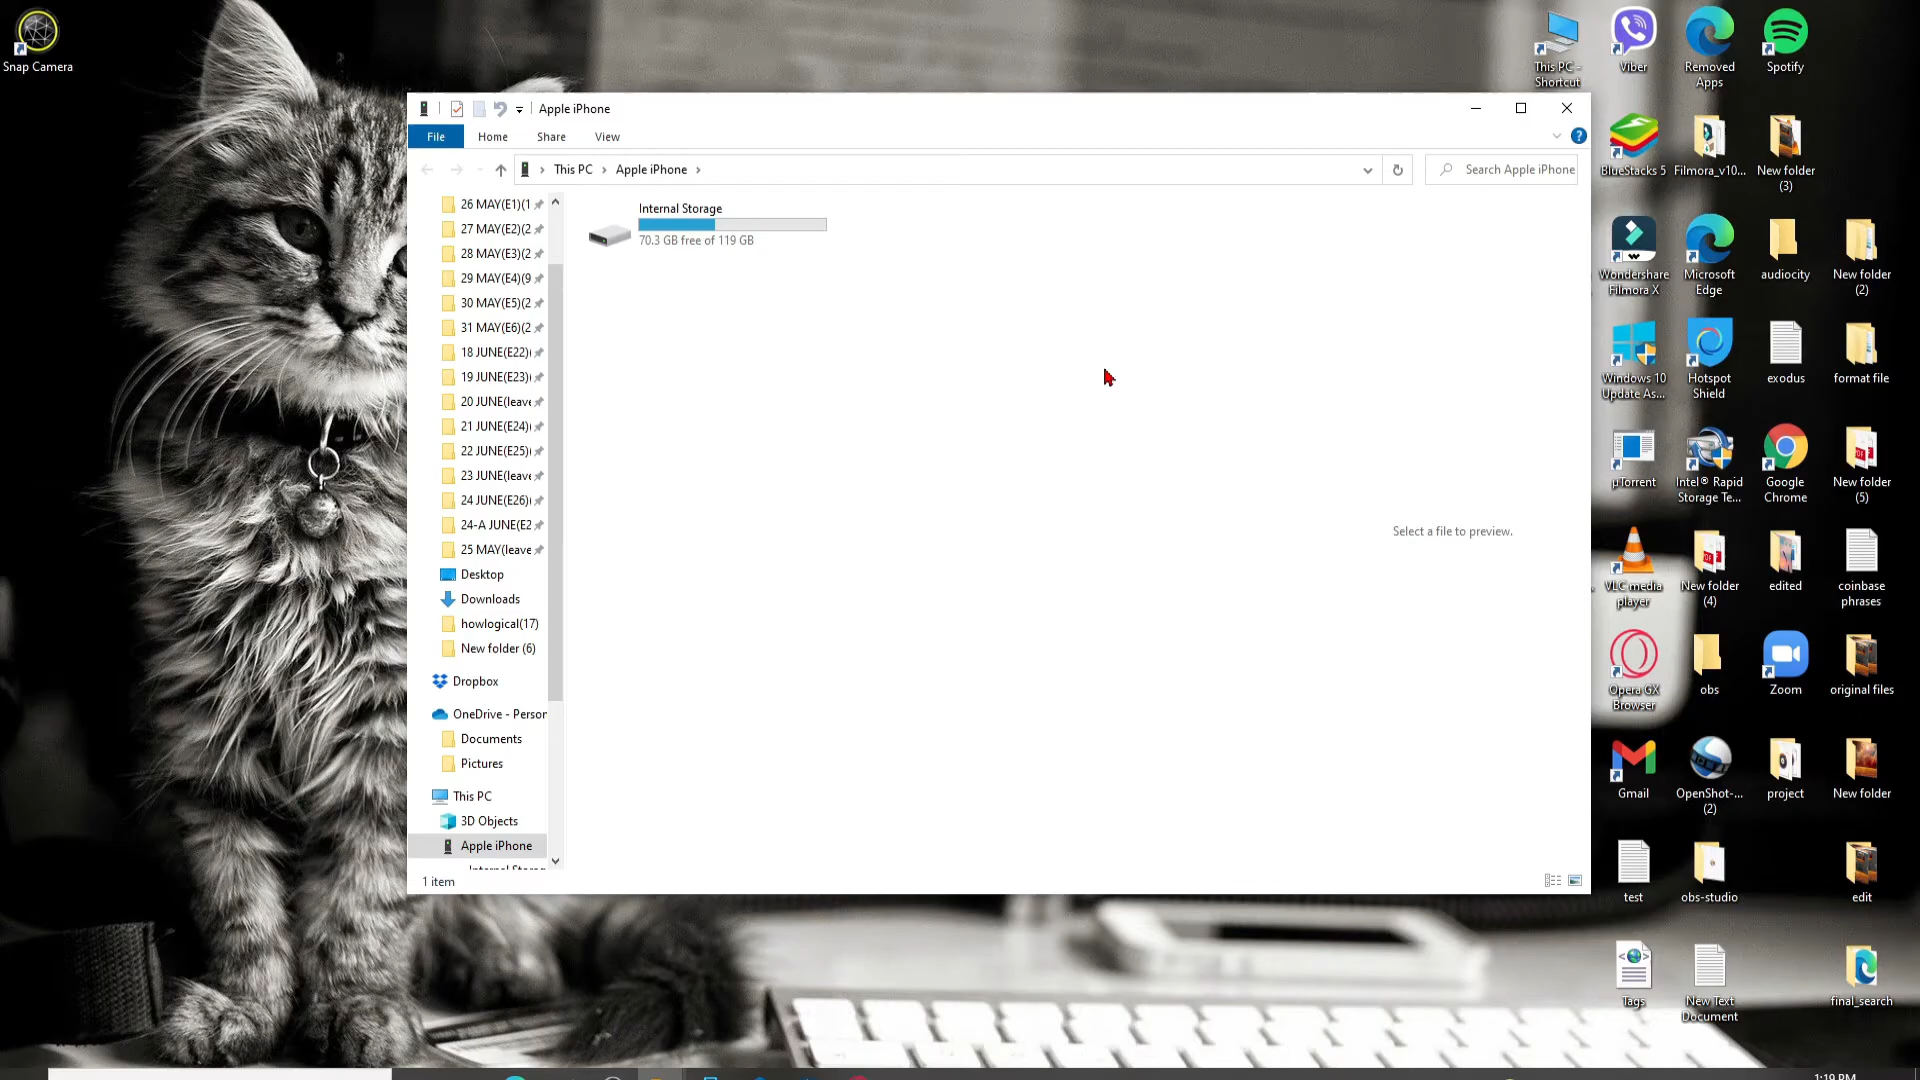 Snap Camera
This PC - Shortcut
Viber
Removed Apps
Spotify
Apple iPhone
File
Home
Share
View
This PC
Apple iPhone
Search Apple iPhone
26 MAY(E1)(1
27 MAY(E2)(2
28 MAY(E3)(2
29 MAY(E4)(9
30 MAY(E5)(2
31 MAY(E6)(2
18 JUNE(E22)(
19 JUNE(E23)(
20 JUNE(leave
21 JUNE(E24)(
22 JUNE(E25)(
23 JUNE(leave
24 JUNE(E26)(
24-A JUNE(E2
25 MAY(leave
Desktop
Downloads
howlogical(17)
New folder (6)
Dropbox
OneDrive - Person
Documents
Pictures
This PC
3D Objects
Apple iPhone
1 item
Internal Storage
70.3 GB free of 119 GB
Select a file to preview.
BlueStacks 5
Filmora_v10...
New folder (3)
Wondershare Filmora X
Microsoft Edge
audiocity
New folder (2)
Windows 10 Update As...
Hotspot Shield
exodus
format file
µTorrent
Intel® Rapid Storage Te...
Google Chrome
New folder (5)
VLC media player
New folder (4)
edited
coinbase phrases
Opera GX Browser
obs
Zoom
original files
Gmail
OpenShot-... (2)
project
New folder
test
obs-studio
edit
Tags
New Text Document
final_search
1:19 PM